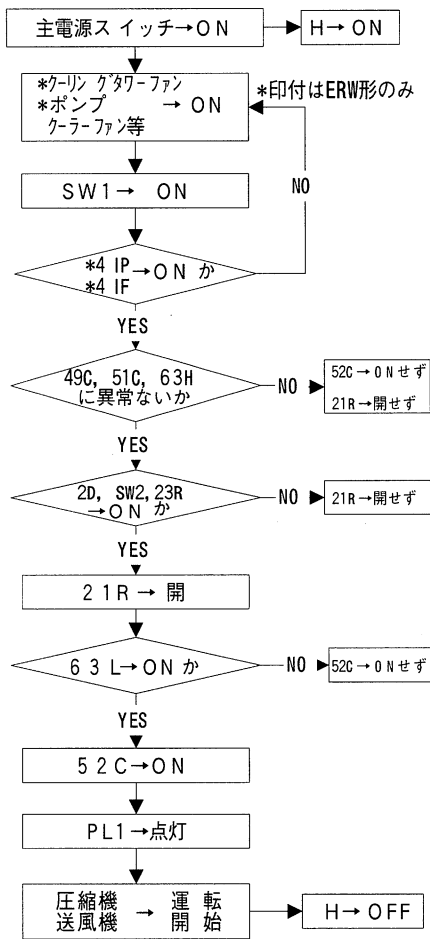 主電源スイッチ→ON
H→ON
*クーリングタワーファン
*ポンプ → ON
クーラーファン等
*印付はERW形のみ
NO
SW1→ ON
*4 IP→ONか
*4 IF
YES
49C, 51C, 63H
に異常ないか
NO
52C→ONせず
21R→開せず
YES
2D, SW2,23R
→ONか
NO
21R→開せず
YES
21R→開
63L→ONか
NO
52C→ONせず
YES
52C→ON
PL1→点灯
圧縮機 → 運転
送風機 開始
H→OFF